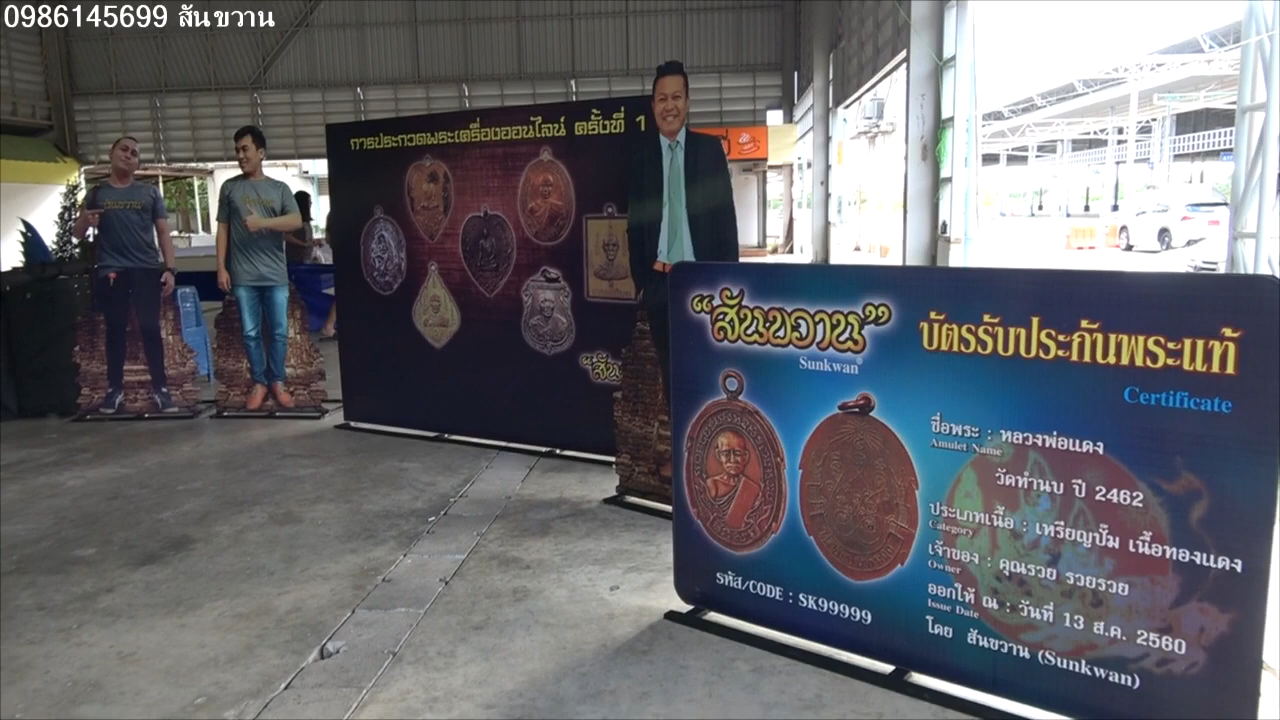 0986145699 สันขวาน
การประกวดพระเครื่องออนไลน์ ครั้งที่ 1
"สันขวาน"
"สันขวาน"
Sunkwan
บัตรรับประกันพระแท้
Certificate
ชื่อพระ : หลวงพ่อแดง
Amulet Name
วัดทำนบ ปี 2462
ประเภทเนื้อ : เหรียญปั๊ม เนื้อทองแดง
Category
เจ้าของ : คุณรวย รวยรวย
Owner
ออกให้ ณ : วันที่ 13 ส.ค. 2560
Issue Date
โดย สันขวาน (Sunkwan)
รหัส/CODE : SK99999